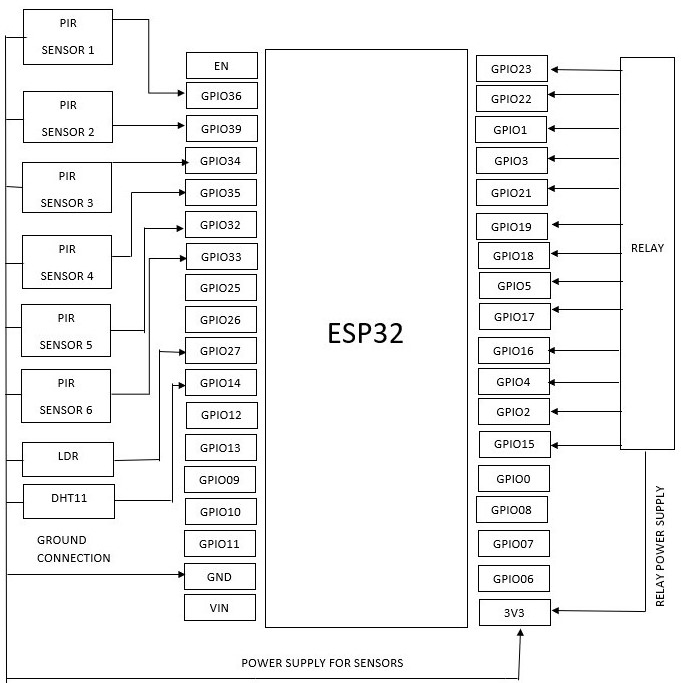 PIR
SENSOR 1
PIR
SENSOR 2
PIR
SENSOR 3
PIR
SENSOR 4
PIR
SENSOR 5
PIR
SENSOR 6
LDR
DHT11
GROUND
CONNECTION
EN
GPIO36
GPIO39
GPIO34
GPIO35
GPIO32
GPIO33
GPIO25
GPIO26
GPIO27
GPIO14
GPIO12
GPIO13
GPIO09
GPIO10
GPIO11
GND
VIN
ESP32
GPIO23
GPIO22
GPIO1
GPIO3
GPIO21
GPIO19
GPIO18
GPIO5
GPIO17
GPIO16
GPIO4
GPIO2
GPIO15
GPIO0
GPIO08
GPIO07
GPIO06
3V3
RELAY
RELAY POWER SUPPLY
POWER SUPPLY FOR SENSORS